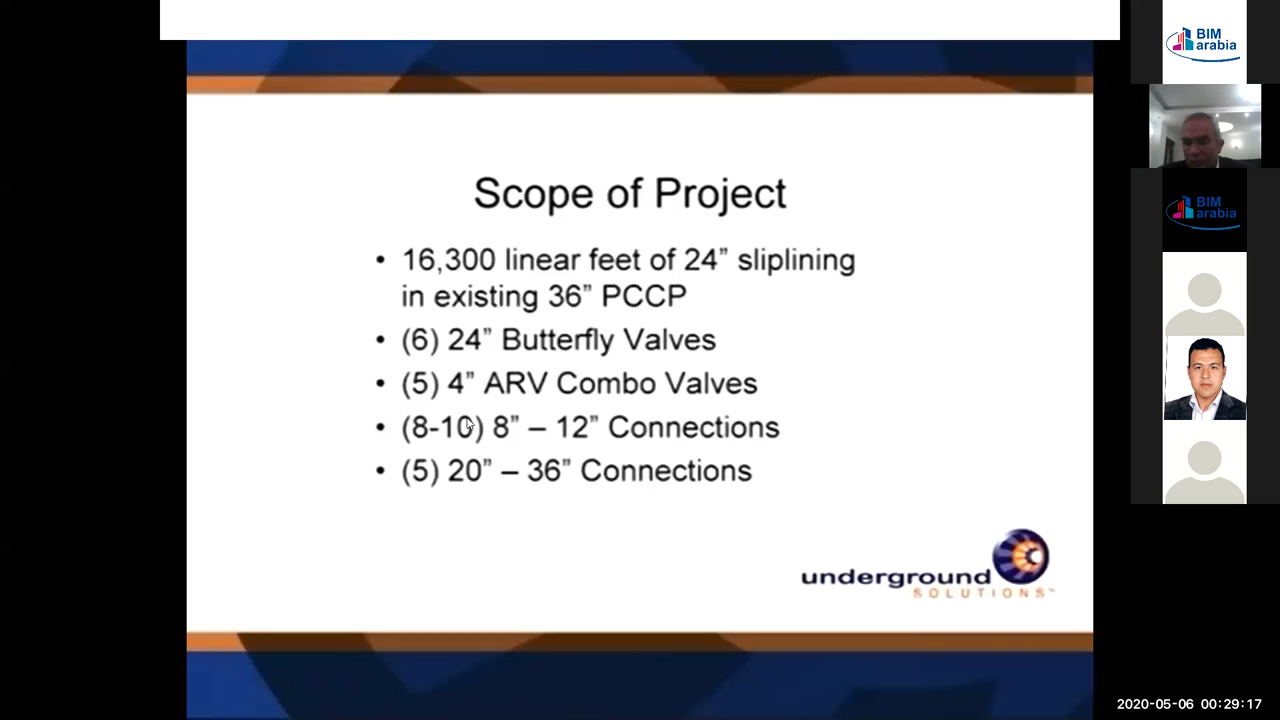 Scope of Project
• 16,300 linear feet of 24” sliplining
in existing 36” PCCP
• (6) 24” Butterfly Valves
• (5) 4” ARV Combo Valves
• (8-10) 8” – 12” Connections
• (5) 20” – 36” Connections
underground
SOLUTIONS™
BIM
arabia
BIM
arabia
2020-05-06 00:29:17